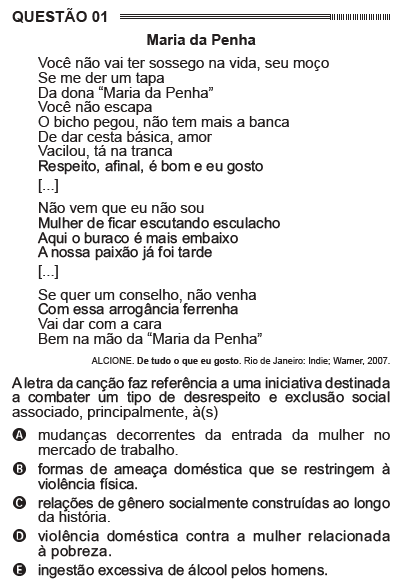 QUESTÃO 01
Maria da Penha
Você não vai ter sossego na vida, seu moço
Se me der um tapa
Da dona “Maria da Penha”
Você não escapa
O bicho pegou, não tem mais a banca
De dar cesta básica, amor
Vacilou, tá na tranca
Respeito, afinal, é bom e eu gosto
[...]
Não vem que eu não sou
Mulher de ficar escutando esculacho
Aqui o buraco é mais embaixo
A nossa paixão já foi tarde
[...]
Se quer um conselho, não venha
Com essa arrogância ferrenha
Vai dar com a cara
Bem na mão da “Maria da Penha”
ALCIONE. De tudo o que eu gosto. Rio de Janeiro: Indie; Warner, 2007.
A letra da canção faz referência a uma iniciativa destinada
a combater um tipo de desrespeito e exclusão social
associado, principalmente, à(s)
A mudanças decorrentes da entrada da mulher no
mercado de trabalho.
B formas de ameaça doméstica que se restringem à
violência física.
C relações de gênero socialmente construídas ao longo
da história.
D violência doméstica contra a mulher relacionada
à pobreza.
E ingestão excessiva de álcool pelos homens.